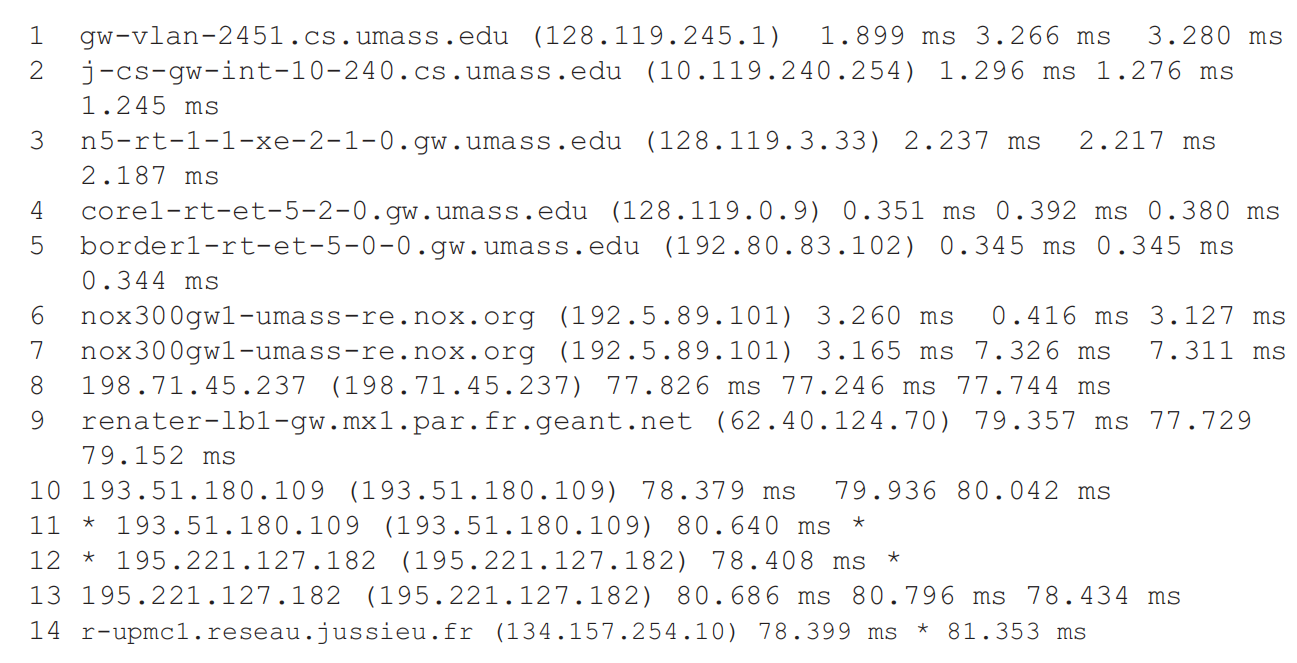 1 gw-vlan-2451.cs.umass.edu (128.119.245.1) 1.899 ms 3.266 ms 3.280 ms
2 j-cs-gw-int-10-240.cs.umass.edu (10.119.240.254) 1.296 ms 1.276 ms
1.245 ms
3 n5-rt-1-1-xe-2-1-0.gw.umass.edu (128.119.3.33) 2.237 ms 2.217 ms
2.187 ms
4 core1-rt-et-5-2-0.gw.umass.edu (128.119.0.9) 0.351 ms 0.392 ms 0.380 ms
5 border1-rt-et-5-0-0.gw.umass.edu (192.80.83.102) 0.345 ms 0.345 ms
0.344 ms
6 nox300gw1-umass-re.nox.org (192.5.89.101) 3.260 ms 0.416 ms 3.127 ms
7 nox300gw1-umass-re.nox.org (192.5.89.101) 3.165 ms 7.326 ms 7.311 ms
8 198.71.45.237 (198.71.45.237) 77.826 ms 77.246 ms 77.744 ms
9 renater-lb1-gw.mx1.par.fr.geant.net (62.40.124.70) 79.357 ms 77.729
79.152 ms
10 193.51.180.109 (193.51.180.109) 78.379 ms 79.936 80.042 ms
11 * 193.51.180.109 (193.51.180.109) 80.640 ms *
12 * 195.221.127.182 (195.221.127.182) 78.408 ms *
13 195.221.127.182 (195.221.127.182) 80.686 ms 80.796 ms 78.434 ms
14 r-upmc1.reseau.jussieu.fr (134.157.254.10) 78.399 ms * 81.353 ms